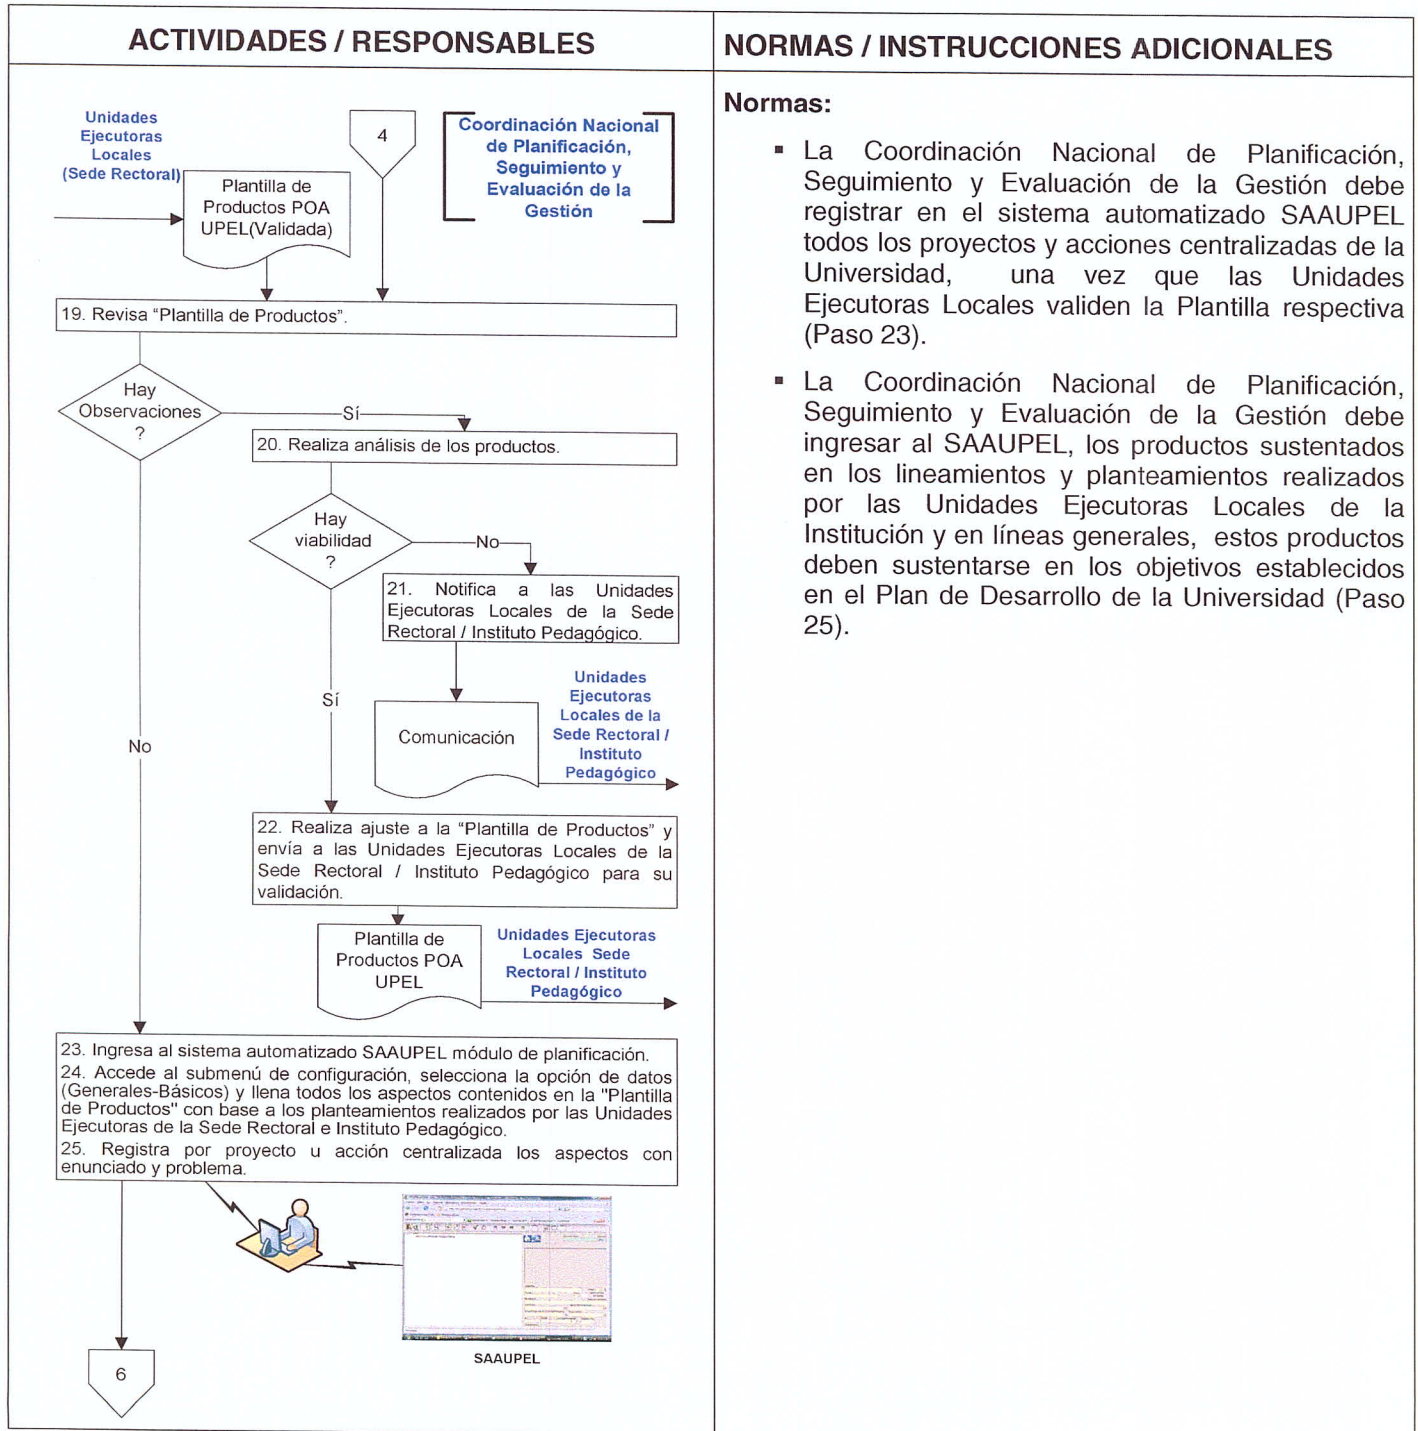 ACTIVIDADES / RESPONSABLES
NORMAS / INSTRUCCIONES ADICIONALES
Unidades
Ejecutoras
Locales
(Sede Rectoral)
4
Coordinación Nacional
de Planificación,
Seguimiento y
Evaluación de la
Gestión
Plantilla de
Productos POA
UPEL(Validada)
19. Revisa “Plantilla de Productos”.
Hay
Observaciones
?
Sí
20. Realiza análisis de los productos.
Hay
viabilidad
?
No
21. Notifica a las Unidades
Ejecutoras Locales de la Sede
Rectoral / Instituto Pedagógico.
Sí
No
Comunicación
Unidades
Ejecutoras
Locales de la
Sede Rectoral /
Instituto
Pedagógico
22. Realiza ajuste a la “Plantilla de Productos” y
envía a las Unidades Ejecutoras Locales de la
Sede Rectoral / Instituto Pedagógico para su
validación.
Plantilla de
Productos POA
UPEL
Unidades Ejecutoras
Locales Sede
Rectoral / Instituto
Pedagógico
23. Ingresa al sistema automatizado SAAUPEL módulo de planificación.
24. Accede al submenú de configuración, selecciona la opción de datos
(Generales-Básicos) y llena todos los aspectos contenidos en la "Plantilla
de Productos" con base a los planteamientos realizados por las Unidades
Ejecutoras de la Sede Rectoral e Instituto Pedagógico.
25. Registra por proyecto u acción centralizada los aspectos con
enunciado y problema.
SAAUPEL
6
Normas:
▪ La Coordinación Nacional de Planificación,
Seguimiento y Evaluación de la Gestión debe
registrar en el sistema automatizado SAAUPEL
todos los proyectos y acciones centralizadas de la
Universidad, una vez que las Unidades
Ejecutoras Locales validen la Plantilla respectiva
(Paso 23).
▪ La Coordinación Nacional de Planificación,
Seguimiento y Evaluación de la Gestión debe
ingresar al SAAUPEL, los productos sustentados
en los lineamientos y planteamientos realizados
por las Unidades Ejecutoras Locales de la
Institución y en líneas generales, estos productos
deben sustentarse en los objetivos establecidos
en el Plan de Desarrollo de la Universidad (Paso
25).